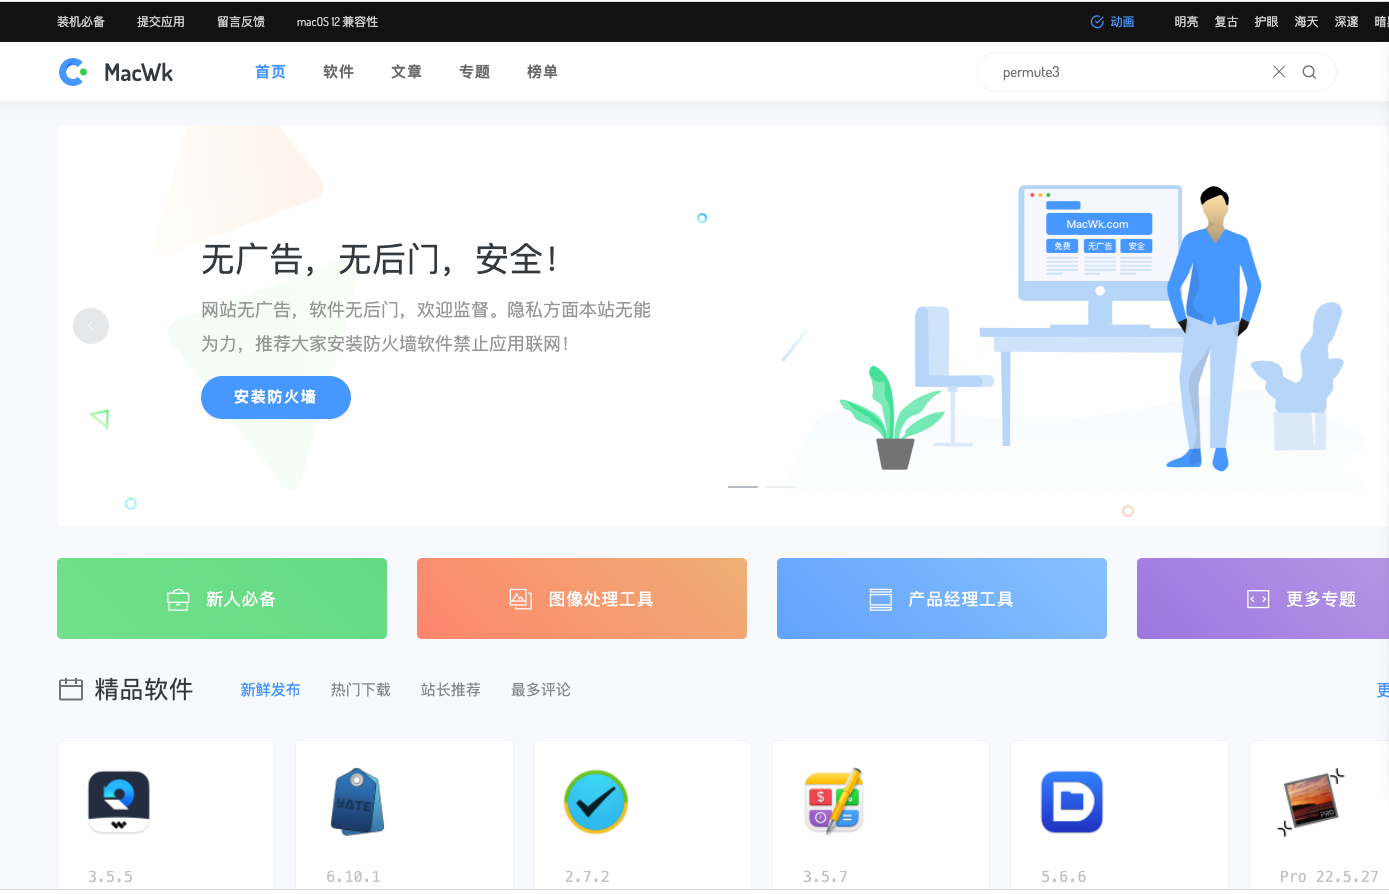 装机必备 提交应用 留言反馈 macOS 12 兼容性 动画 明亮 复古 护眼 海天 深邃
MacWk 首页 软件 文章 专题 榜单 permute3
MacWk.com
免费 无广告 安全
无广告，无后门，安全！
网站无广告，软件无后门，欢迎监督。隐私方面本站无能
为力，推荐大家安装防火墙软件禁止应用联网！
安装防火墙
新人必备 图像处理工具 产品经理工具 更多专题
精品软件 新鲜发布 热门下载 站长推荐 最多评论 更
YATE
PRO
3.5.5 6.10.1 2.7.2 3.5.7 5.6.6 Pro 22.5.27